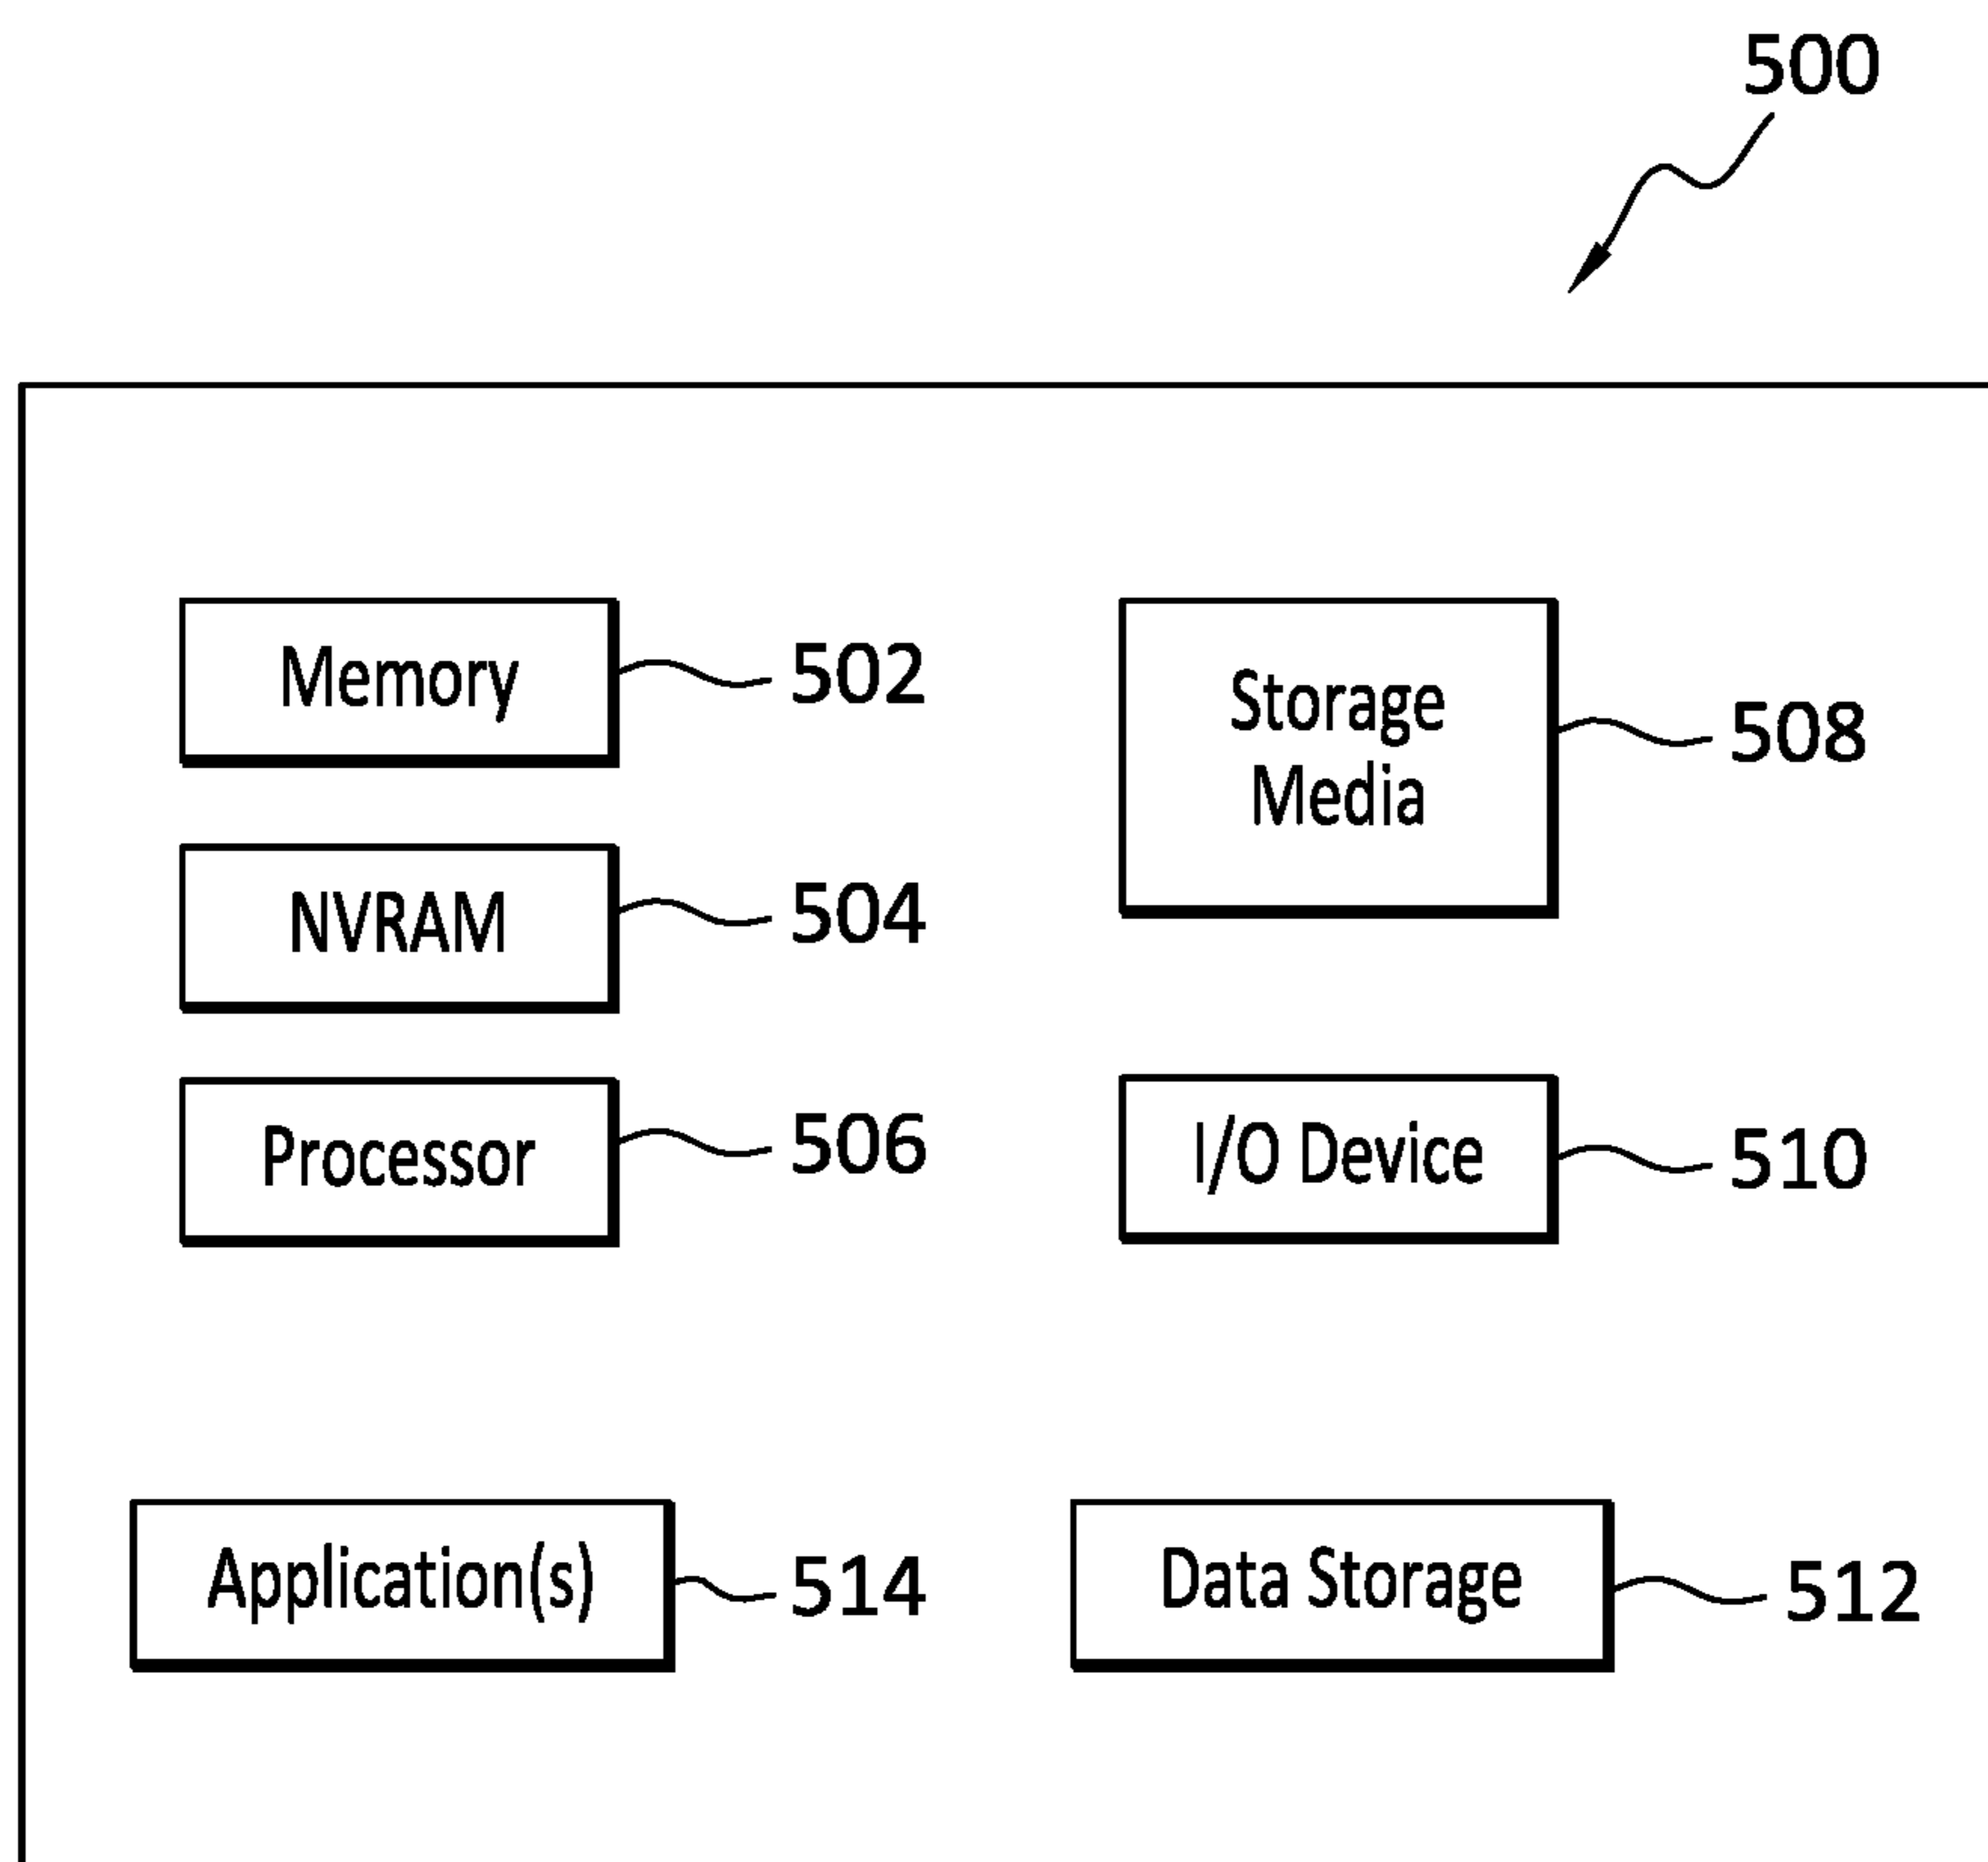 500
Memory
502
NVRAM
504
Processor
506
Storage
Media
508
I/O Device
510
Application(s)
514
Data Storage
512